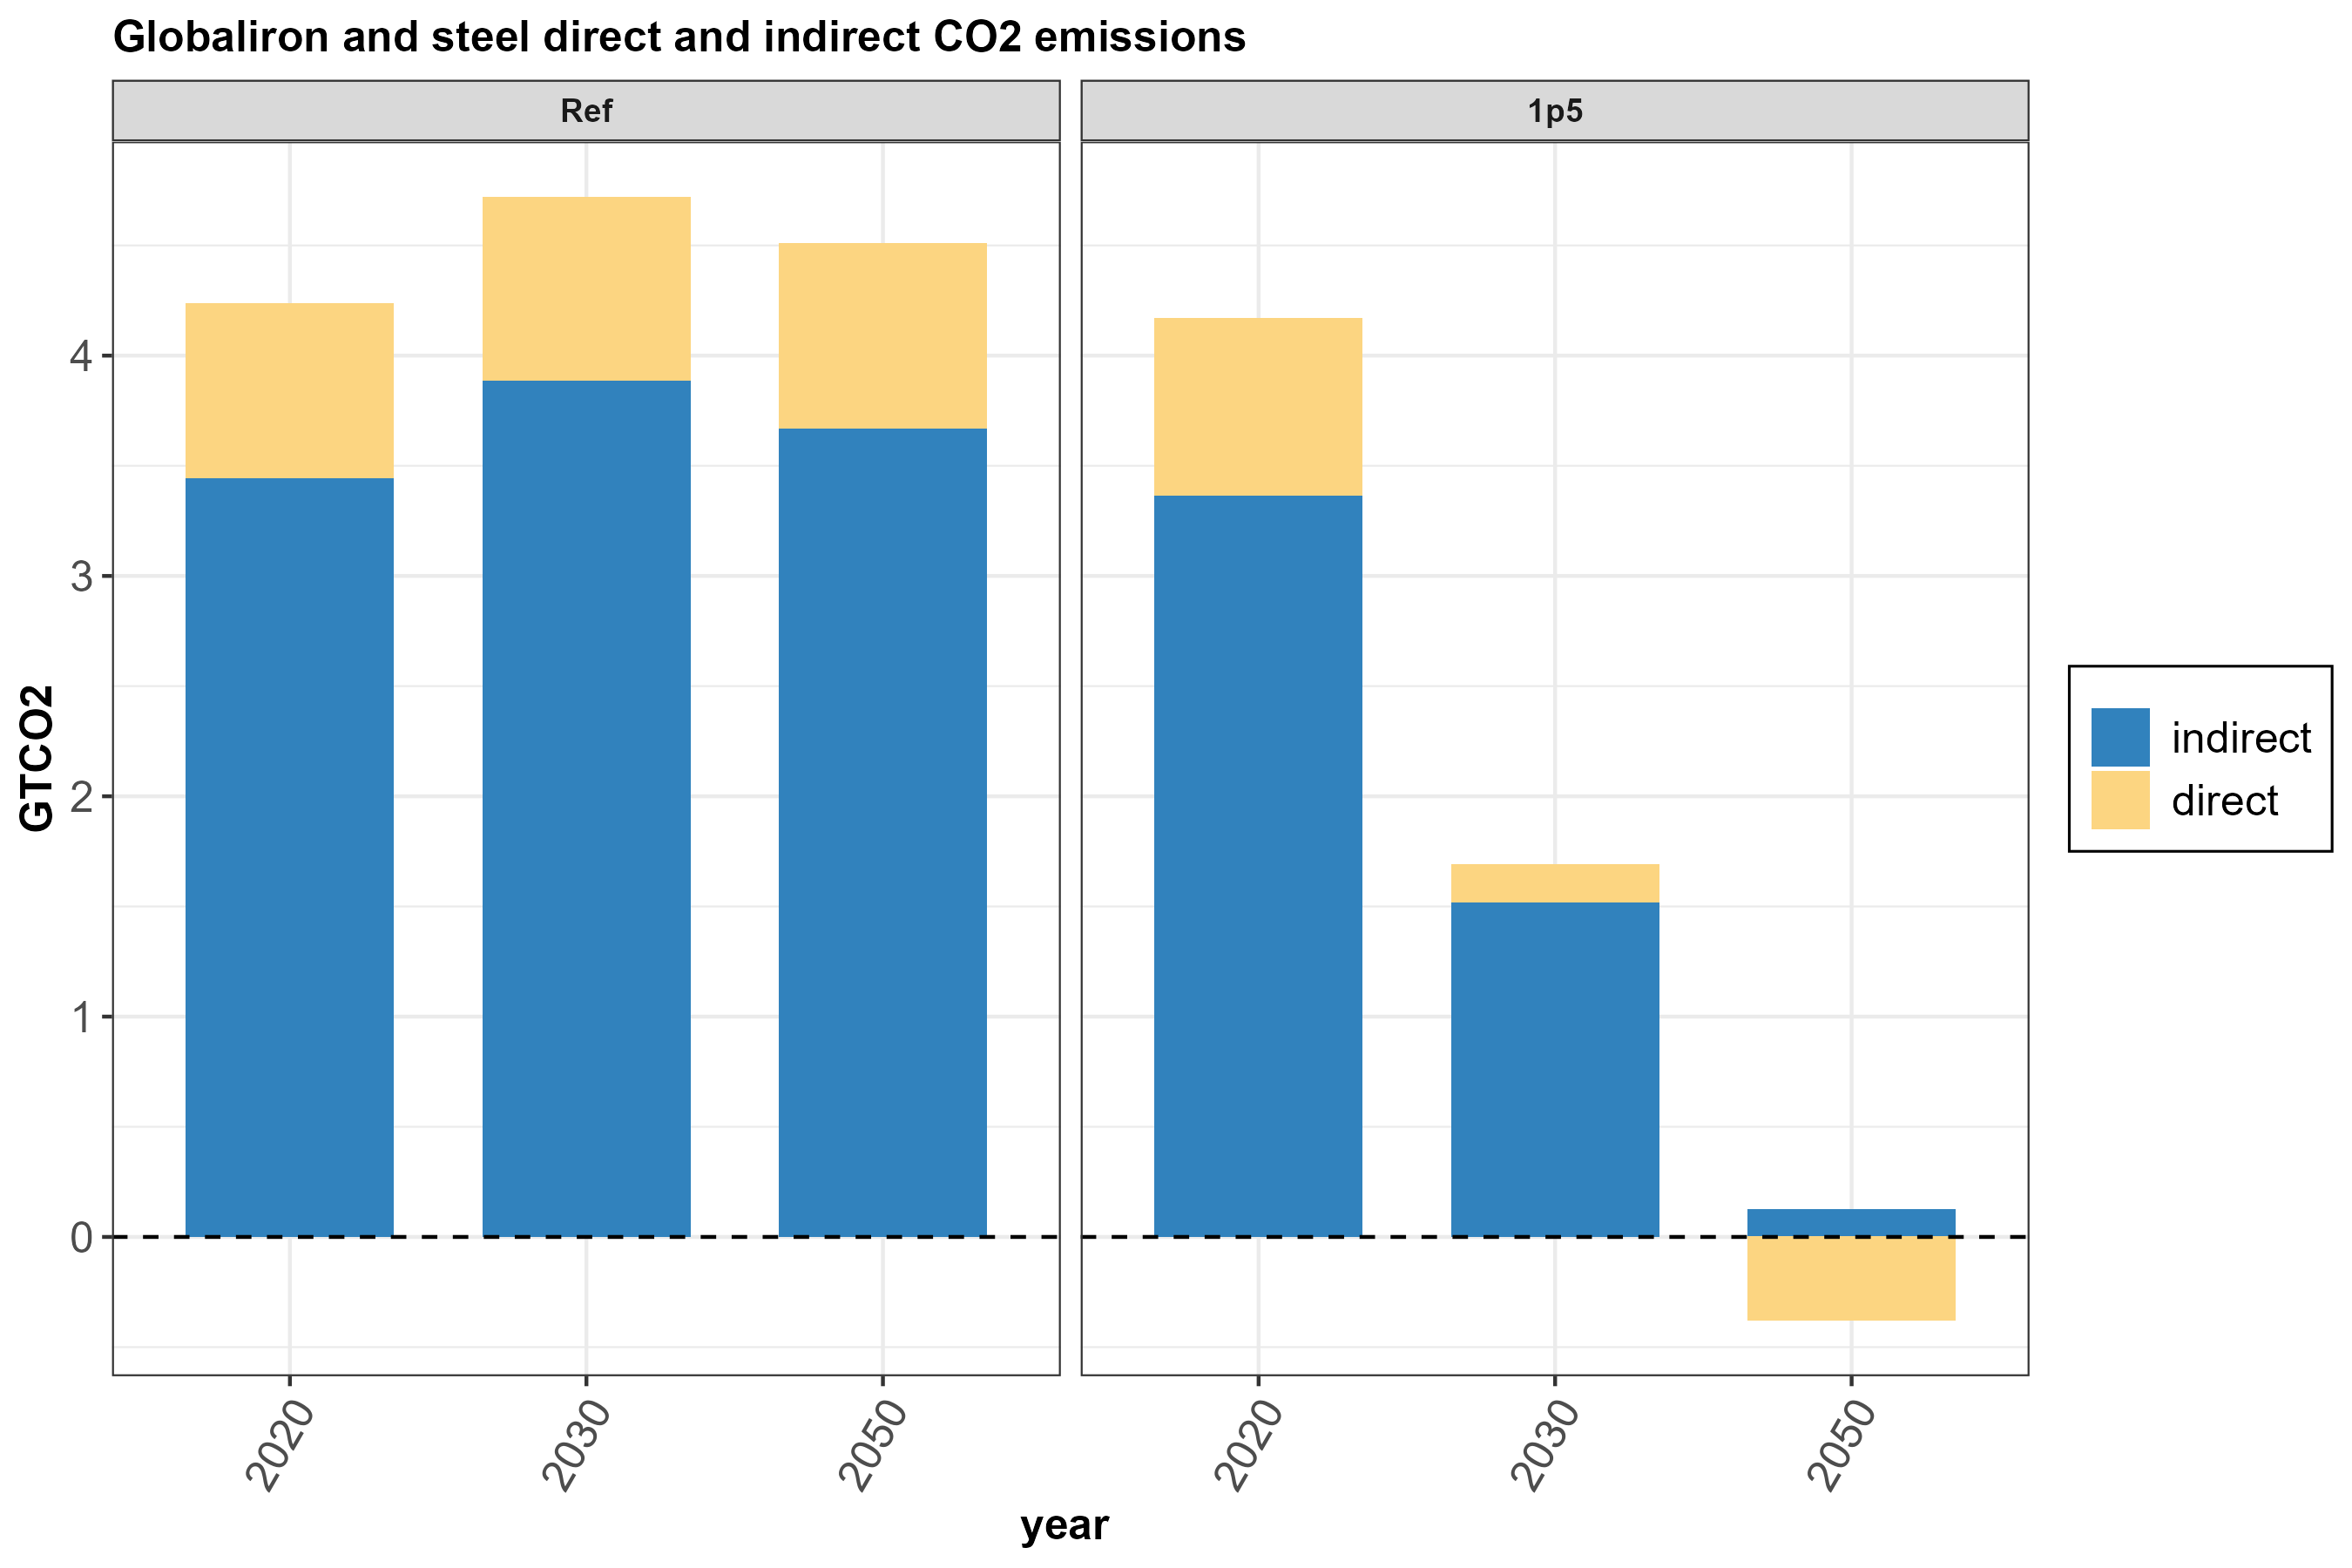 Globaliron and steel direct and indirect CO2 emissions
Ref
1p5
GTCO2
4
3
2
1
0
2020
2030
2050
2020
2030
2050
year
indirect
direct